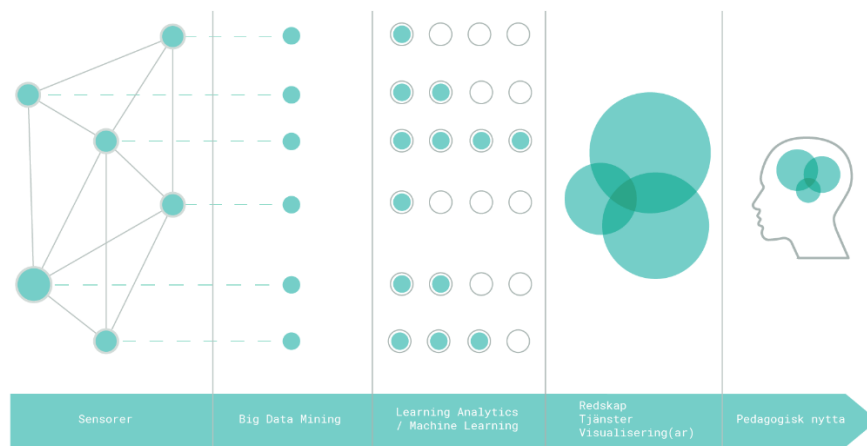 Sensorer
Big Data Mining
Learning Analytics
/ Machine Learning
Redskap
Tjänster
Visualisering(ar)
Pedagogisk nytta